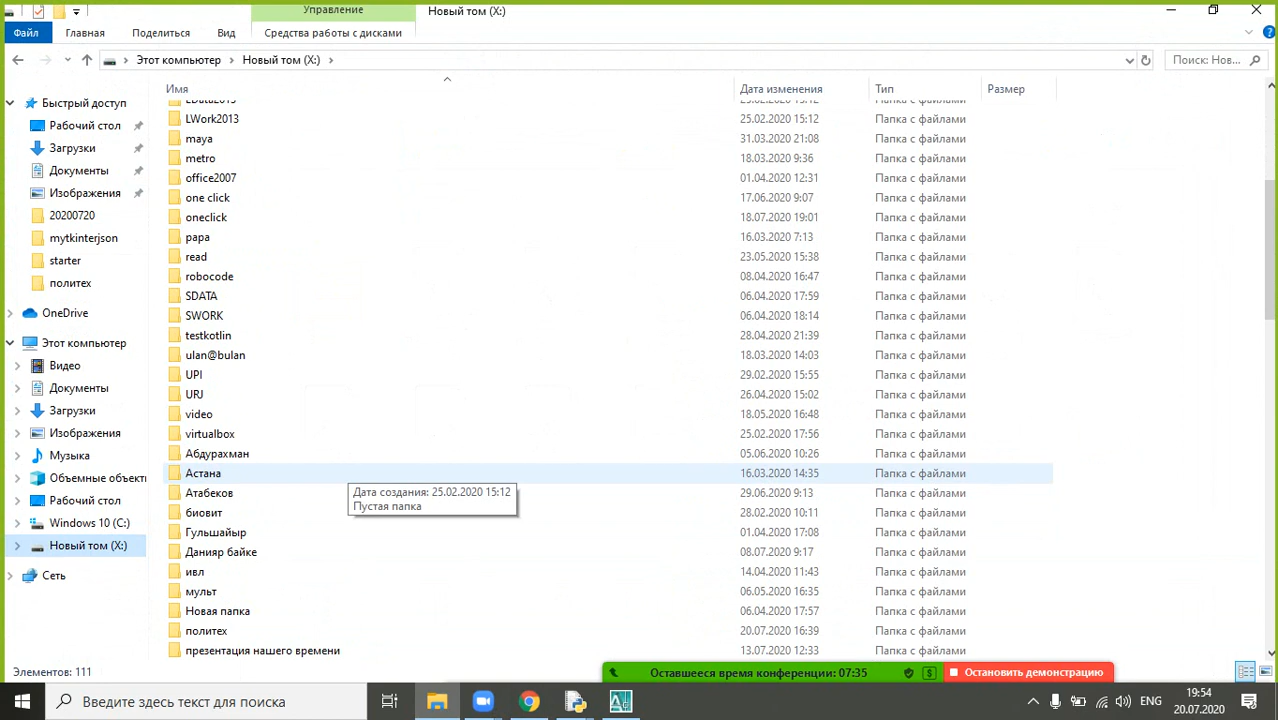 Управление
Новый том (X:)
Файл
Главная
Поделиться
Вид
Средства работы с дисками
Этот компьютер
Новый том (X:)
Поиск: Нов...
Имя
Дата изменения
Тип
Размер
Быстрый доступ
Рабочий стол
Загрузки
Документы
Изображения
20200720
mytkinterjson
starter
политех
OneDrive
Этот компьютер
Видео
Документы
Загрузки
Изображения
Музыка
Объемные объект
Рабочий стол
Windows 10 (C:)
Новый том (X:)
Сеть
LWork2013 25.02.2020 15:12 Папка с файлами
maya 31.03.2020 21:08 Папка с файлами
metro 18.03.2020 9:36 Папка с файлами
office2007 01.04.2020 12:31 Папка с файлами
one click 17.06.2020 9:07 Папка с файлами
oneclick 18.07.2020 19:01 Папка с файлами
papa 16.03.2020 7:13 Папка с файлами
read 23.05.2020 15:38 Папка с файлами
robocode 08.04.2020 16:47 Папка с файлами
SDATA 06.04.2020 17:59 Папка с файлами
SWORK 06.04.2020 18:14 Папка с файлами
testkotlin 28.04.2020 21:39 Папка с файлами
ulan@bulan 18.03.2020 14:03 Папка с файлами
UPI 29.02.2020 15:55 Папка с файлами
URJ 26.04.2020 15:02 Папка с файлами
video 18.05.2020 16:48 Папка с файлами
virtualbox 25.02.2020 17:56 Папка с файлами
Абдурахман 05.06.2020 10:26 Папка с файлами
Астана 16.03.2020 14:35 Папка с файлами
Атабеков 29.06.2020 9:13 Папка с файлами
Дата создания: 25.02.2020 15:12
Пустая папка
биовит 28.02.2020 10:11 Папка с файлами
Гульшайыр 01.04.2020 17:08 Папка с файлами
Данияр байке 08.07.2020 9:17 Папка с файлами
ивл 14.04.2020 11:43 Папка с файлами
мульт 06.05.2020 16:35 Папка с файлами
Новая папка 06.04.2020 17:57 Папка с файлами
политех 20.07.2020 16:39 Папка с файлами
презентация нашего времени 13.07.2020 12:33 Папка с файлами
Элементов: 111
Оставшееся время конференции: 07:35
Остановить демонстрацию
Введите здесь текст для поиска
ENG
19:54
20.07.2020